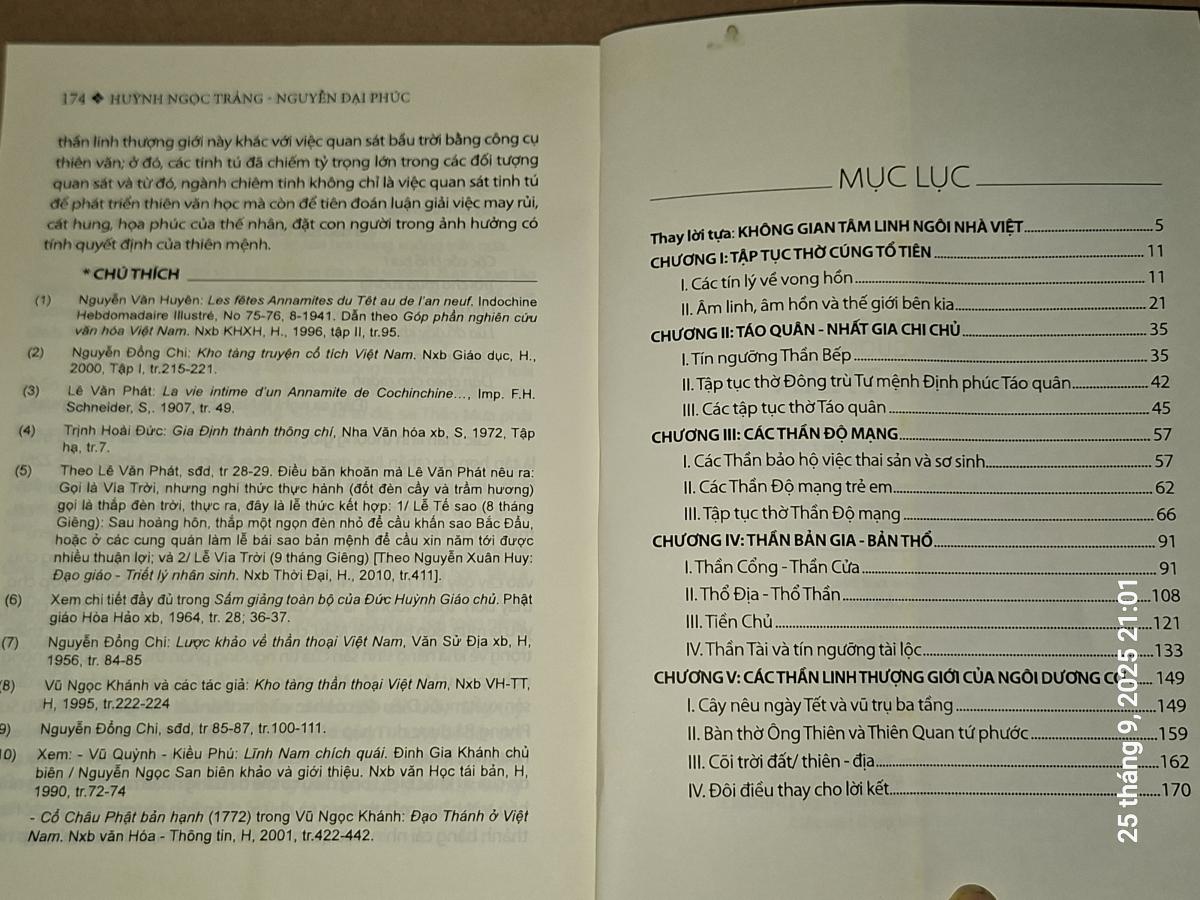 174 ❖ HUỲNH NGỌC TRẢNG - NGUYỄN ĐẠI PHÚC
thần linh thượng giới này khác với việc quan sát bầu trời bằng công cụ
thiên văn; ở đó, các tinh tú đã chiếm tỷ trọng lớn trong các đối tượng
quan sát và từ đó, ngành chiêm tinh không chỉ là việc quan sát tinh tú
để phát triển thiên văn học mà còn để tiên đoán luận giải việc may rủi,
cát hung, họa phúc của thế nhân, đặt con người trong ảnh hưởng có
tính quyết định của thiên mệnh.
* CHÚ THÍCH
(1) Nguyễn Văn Huyên: Les fêtes Annamites du Têt au de l'an neuf. Indochine
Hebdomadaire Illustré, No 75-76, 8-1941. Dẫn theo Góp phần nghiên cứu
văn hóa Việt Nam. Nxb KHXH, H., 1996, tập II, tr.95.
(2) Nguyễn Đổng Chi: Kho tàng truyện cổ tích Việt Nam. Nxb Giáo dục, H.,
2000, Tập I, tr.215-221.
(3) Lê Văn Phát: La vie intime d'un Annamite de Cochinchine..., Imp. F.H.
Schneider, S,. 1907, tr. 49.
(4) Trịnh Hoài Đức: Gia Định thành thông chí, Nha Văn hóa xb, S, 1972, Tập
hạ, tr.7.
(5) Theo Lê Văn Phát, sđd, tr 28-29. Điều băn khoăn mà Lê Văn Phát nêu ra:
Gọi là Vía Trời, nhưng nghi thức thực hành (đốt đèn cầy và trầm hương)
gọi là thắp đèn trời, thực ra, đây là lễ thức kết hợp: 1/ Lễ Tế sao (8 tháng
Giêng): Sau hoàng hôn, thắp một ngọn đèn nhỏ để cầu khấn sao Bắc Đẩu,
hoặc ở các cung quán làm lễ bái sao bản mệnh để cầu xin năm tới được
nhiều thuận lợi; và 2/ Lễ Vía Trời (9 tháng Giêng) [Theo Nguyễn Xuân Huy:
Đạo giáo - Triết lý nhân sinh. Nxb Thời Đại, H., 2010, tr.411].
(6) Xem chi tiết đầy đủ trong Sấm giảng toàn bộ của Đức Huỳnh Giáo chủ. Phật
giáo Hòa Hảo xb, 1964, tr. 28; 36-37.
(7) Nguyễn Đổng Chi: Lược khảo về thần thoại Việt Nam, Văn Sử Địa xb, H,
1956, tr. 84-85
8) Vũ Ngọc Khánh và các tác giả: Kho tàng thần thoại Việt Nam, Nxb VH-TT,
H, 1995, tr.222-224
9) Nguyễn Đổng Chi, sđd, tr 85-87, tr.100-111.
10) Xem: - Vũ Quỳnh - Kiều Phú: Lĩnh Nam chích quái. Đinh Gia Khánh chủ
biên / Nguyễn Ngọc San biên khảo và giới thiệu. Nxb văn Học tái bản, H,
1990, tr.72-74
- Cổ Châu Phật bản hạnh (1772) trong Vũ Ngọc Khánh: Đạo Thánh ở Việt
Nam. Nxb văn Hóa - Thông tin, H, 2001, tr.422-442.
MỤC LỤC
Thay lời tựa: KHÔNG GIAN TÂM LINH NGÔI NHÀ VIỆT 5
CHƯƠNG I: TẬP TỤC THỜ CÚNG TỔ TIÊN 11
I. Các tín lý về vong hồn 11
II. Âm linh, âm hồn và thế giới bên kia 21
CHƯƠNG II: TÁO QUÂN - NHẤT GIA CHI CHỦ 35
I. Tín ngưỡng Thần Bếp 35
II. Tập tục thờ Đông trù Tư mệnh Định phúc Táo quân 42
III. Các tập tục thờ Táo quân 45
CHƯƠNG III: CÁC THẦN ĐỘ MẠNG 57
I. Các Thần bảo hộ việc thai sản và sơ sinh 57
II. Các Thần Độ mạng trẻ em 62
III. Tập tục thờ Thần Độ mạng 66
CHƯƠNG IV: THẦN BẢN GIA - BẢN THỔ 91
I. Thần Cổng - Thần Cửa 91
II. Thổ Địa - Thổ Thần 108
III. Tiền Chủ 121
IV. Thần Tài và tín ngưỡng tài lộc 133
CHƯƠNG V: CÁC THẦN LINH THƯỢNG GIỚI CỦA NGÔI DƯƠNG CƠ 149
I. Cây nêu ngày Tết và vũ trụ ba tầng 149
II. Bàn thờ Ông Thiên và Thiên Quan tứ phước 159
III. Cõi trời đất/ thiên - địa 162
IV. Đôi điều thay cho lời kết 170
25 tháng 9, 2025 21:01